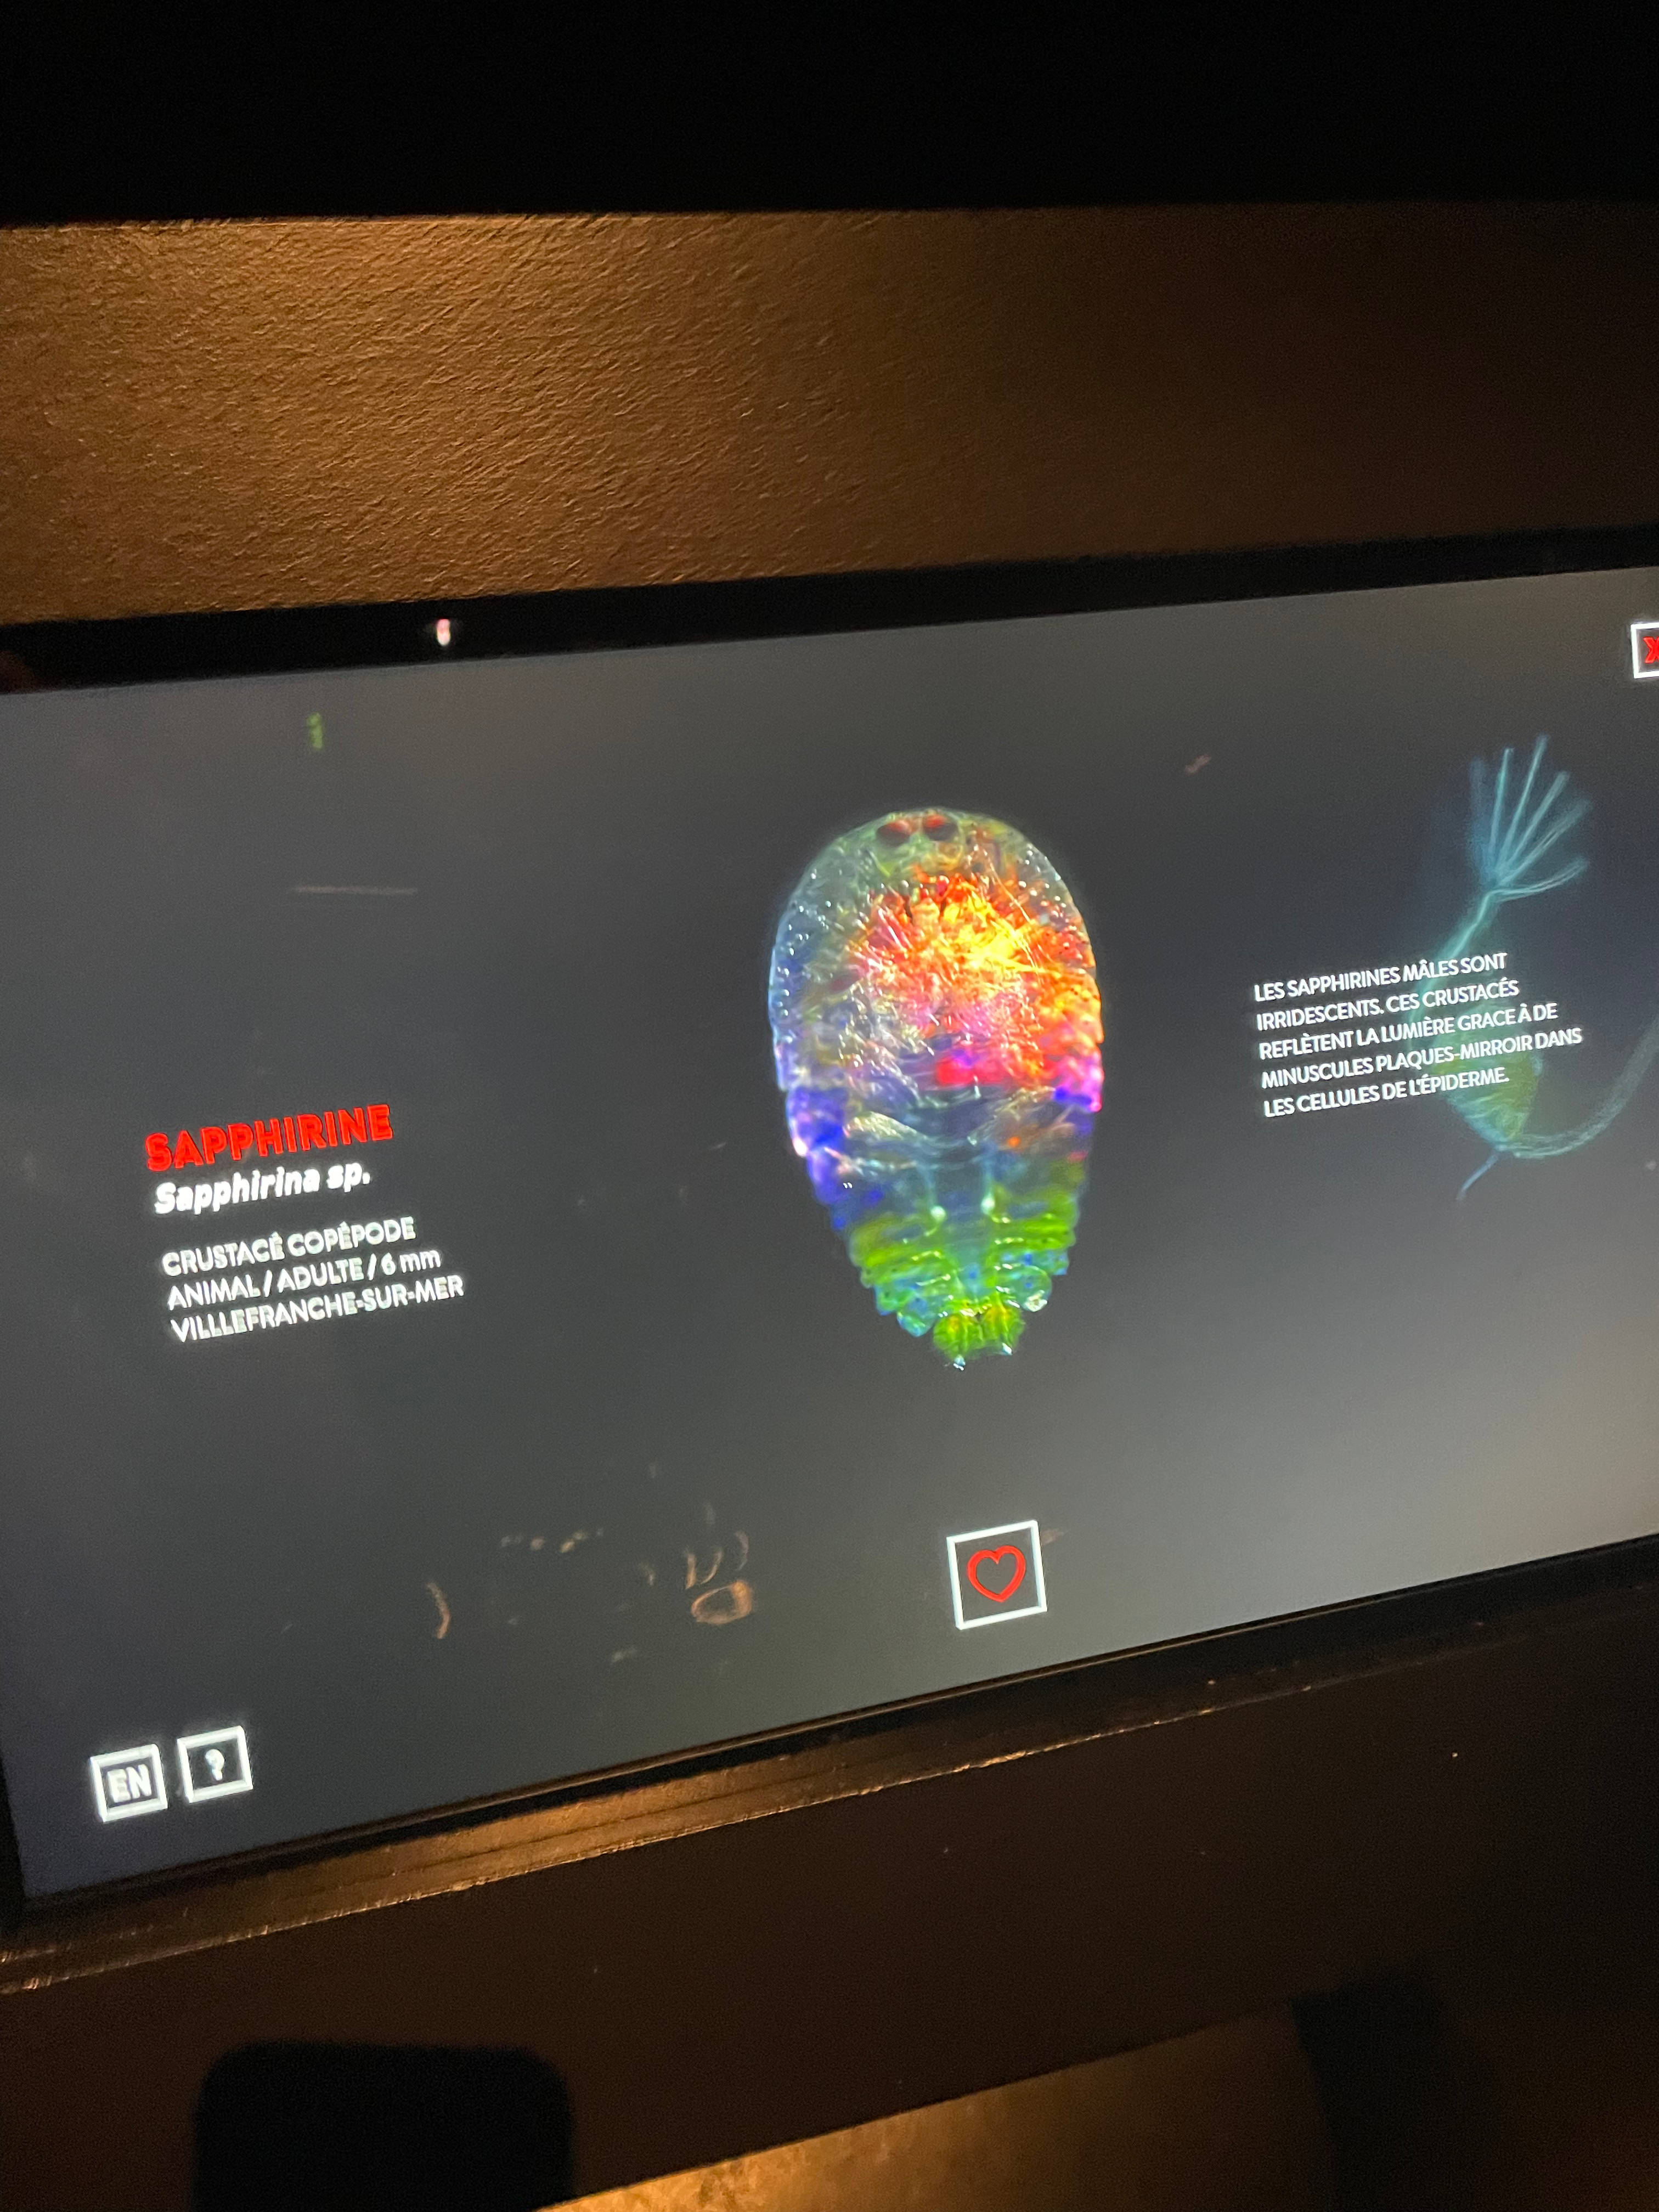 X
SAPPHIRINE
Sapphirina sp.
CRUSTACÉ COPÉPODE
ANIMAL / ADULTE / 6 mm
VILLLEFRANCHE-SUR-MER
LES SAPPHIRINES MÂLES SONT
IRRIDESCENTS. CES CRUSTACÉS
REFLÈTENT LA LUMIÈRE GRACE À DE
MINUSCULES PLAQUES-MIRROIR DANS
LES CELLULES DE L'ÉPIDERME.
EN ?